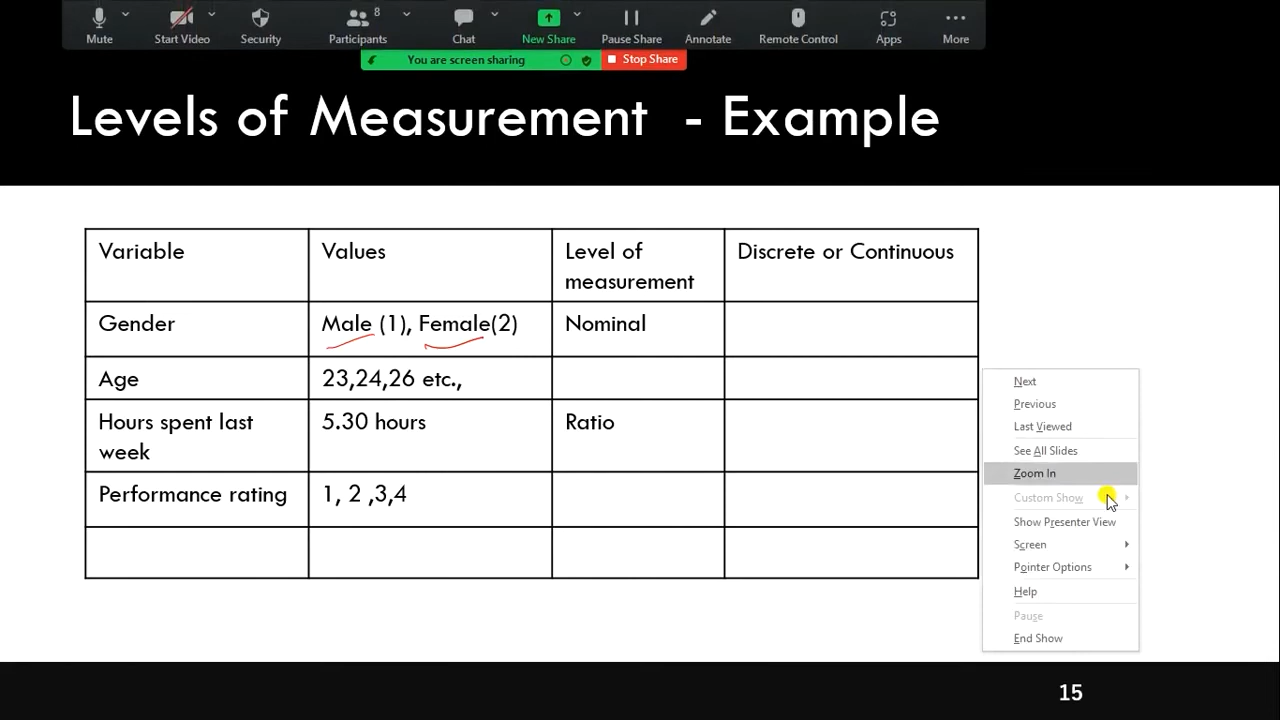 Mute
Start Video
Security
Participants
8
Chat
New Share
Pause Share
Annotate
Remote Control
Apps
More
You are screen sharing
Stop Share
Levels of Measurement - Example
Variable
Values
Level of
measurement
Discrete or Continuous
Gender
Male (1), Female(2)
Nominal
Age
23,24,26 etc.,
Hours spent last
week
5.30 hours
Ratio
Performance rating
1, 2 ,3,4
Next
Previous
Last Viewed
See All Slides
Zoom In
Custom Show
Show Presenter View
Screen
Pointer Options
Help
Pause
End Show
15